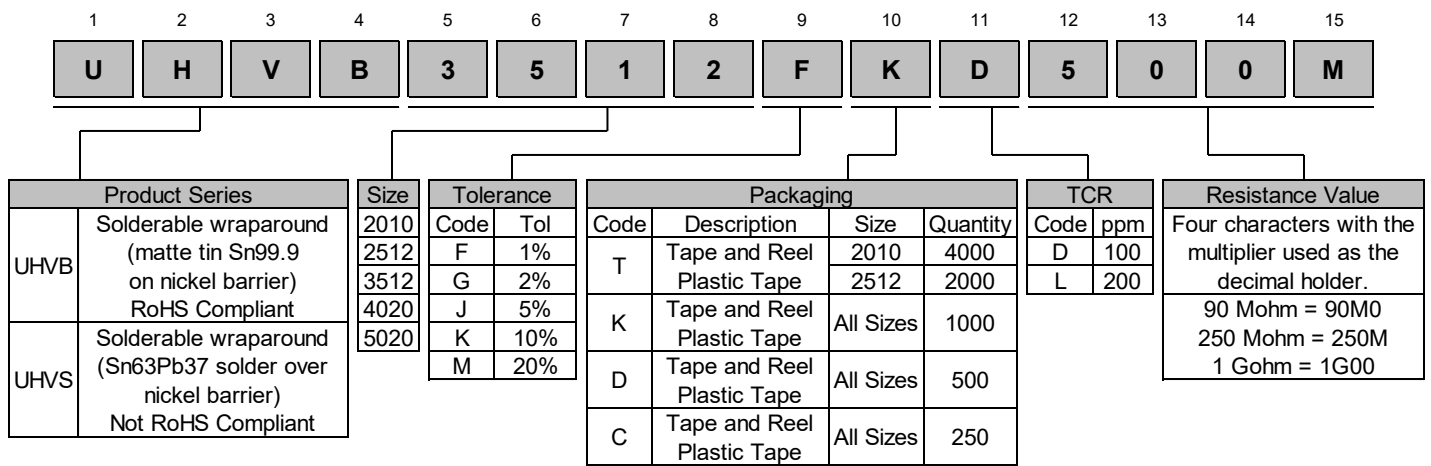 1 2 3 4 5 6 7 8 9 10 11 12 13 14 15
U H V B 3 5 1 2 F K D 5 0 0 M
Product Series
UHVB
Solderable wraparound
(matte tin Sn99.9
on nickel barrier)
RoHS Compliant
UHVS
Solderable wraparound
(Sn63Pb37 solder over
nickel barrier)
Not RoHS Compliant
Size
2010
2512
3512
4020
5020
Tolerance
Code Tol
F 1%
G 2%
J 5%
K 10%
M 20%
Packaging
Code Description Size Quantity
T
Tape and Reel
Plastic Tape
2010 4000
2512 2000
K
Tape and Reel
Plastic Tape
All Sizes 1000
D
Tape and Reel
Plastic Tape
All Sizes 500
C
Tape and Reel
Plastic Tape
All Sizes 250
TCR
Code ppm
D 100
L 200
Resistance Value
Four characters with the
multiplier used as the
decimal holder.
90 Mohm = 90M0
250 Mohm = 250M
1 Gohm = 1G00